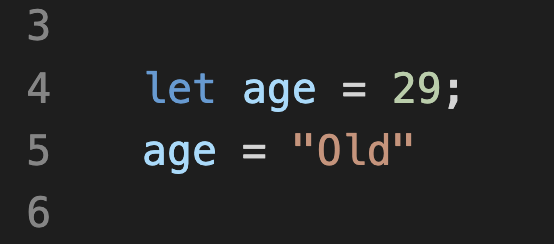 3
4 let age = 29;
5 age = "Old"
6